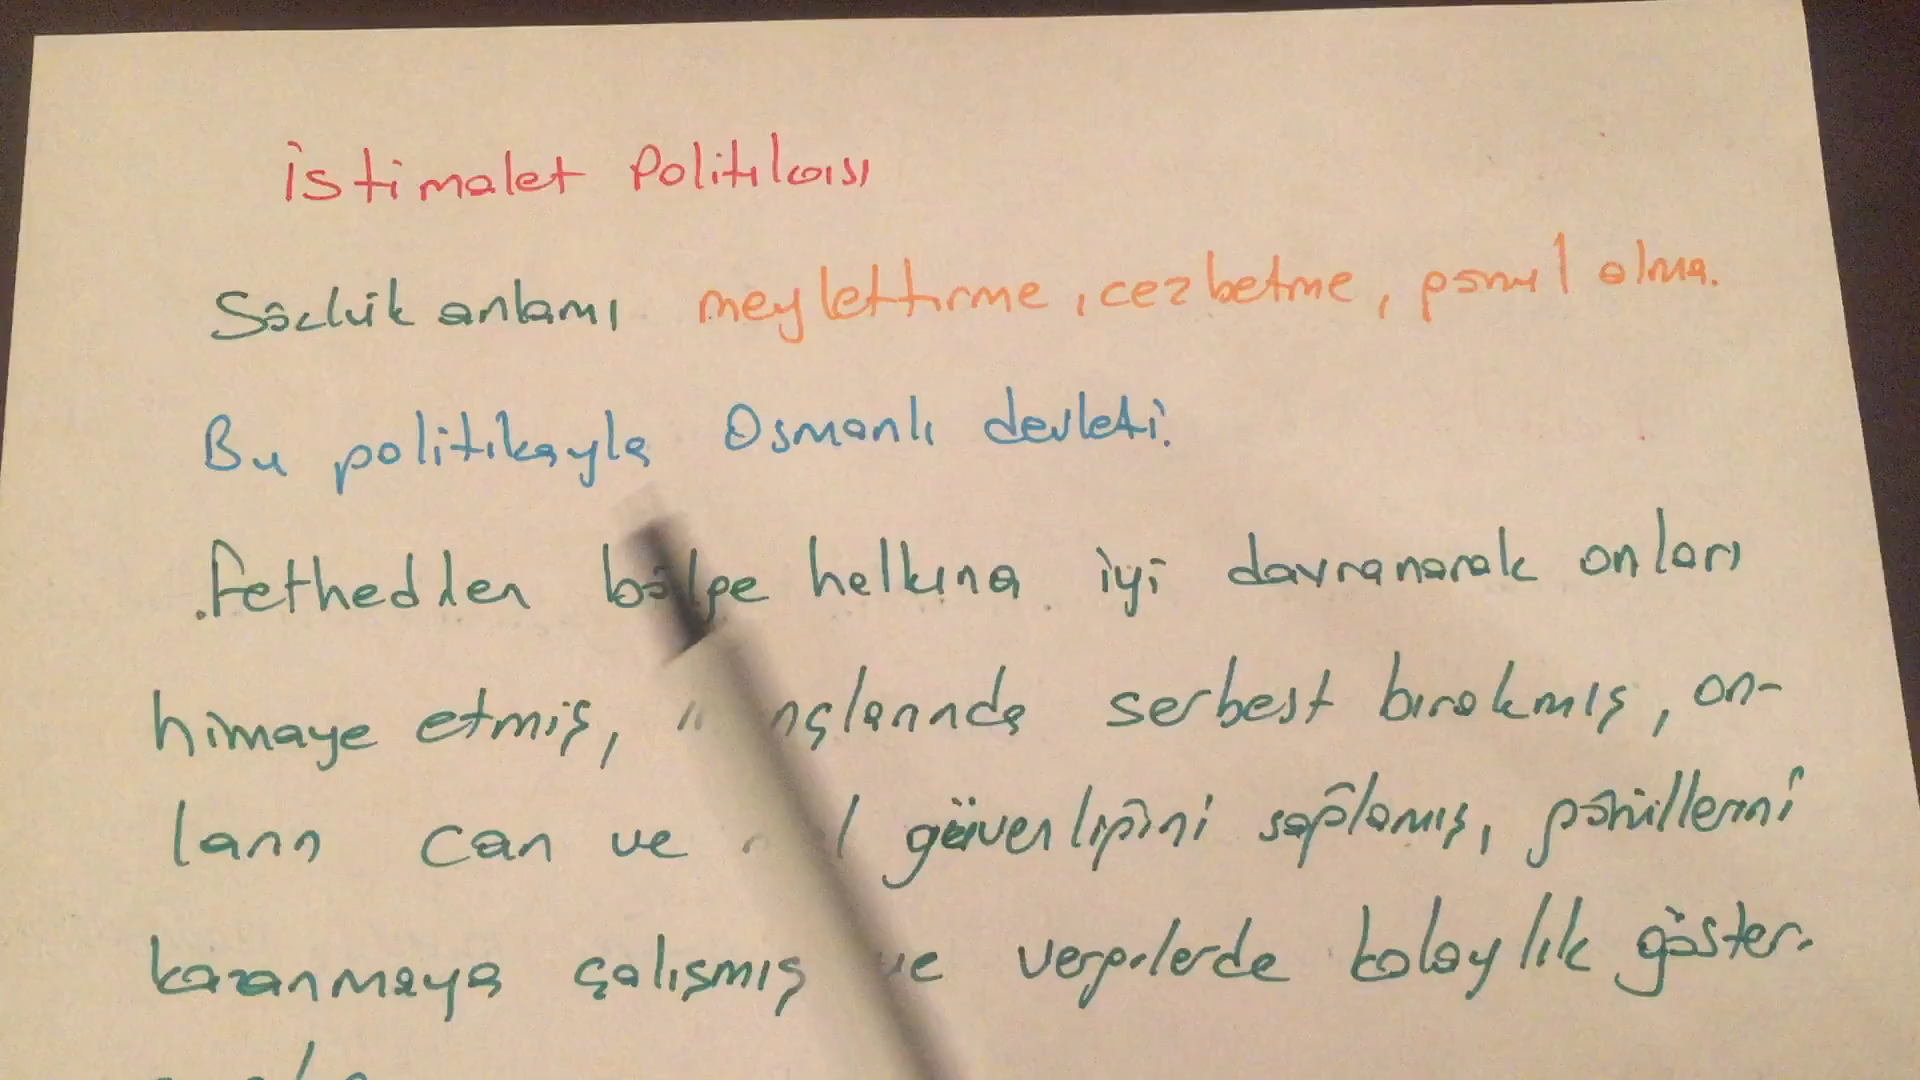 İstimalet Politikası
Sözlük anlamı meylettirme, cezbetme, gönül alma.
Bu politikayla Osmanlı devleti.
.Fethedilen bölge halkına iyi davranarak onları
himaye etmiş, serbest bırakmış, on-
ların can ve güvenliğini sağlamış, gönüllerini
kazanmaya çalışmış ve vergilerde kolaylık göster-